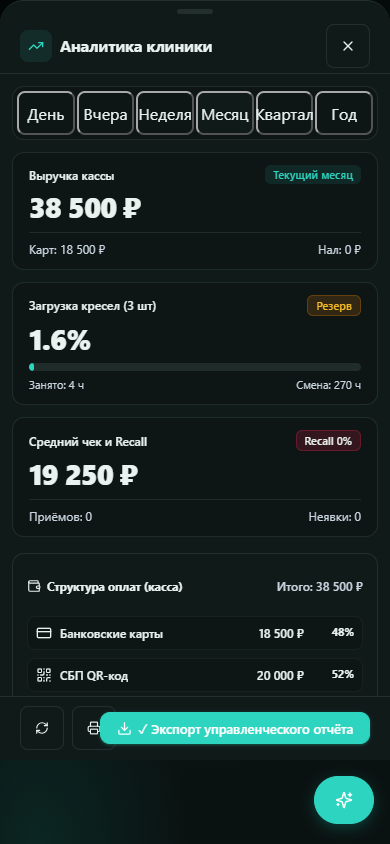 Аналитика клиники
День Вчера Неделя Месяц Квартал Год
Выручка кассы Текущий месяц
38 500 ₽
Карт: 18 500 ₽ Нал: 0 ₽
Загрузка кресел (3 шт) Резерв
1.6%
Занято: 4 ч Смена: 270 ч
Средний чек и Recall Recall 0%
19 250 ₽
Приёмов: 0 Неявки: 0
Структура оплат (касса) Итого: 38 500 ₽
Банковские карты 18 500 ₽ 48%
СБП QR-код 20 000 ₽ 52%
✓ Экспорт управленческого отчёта